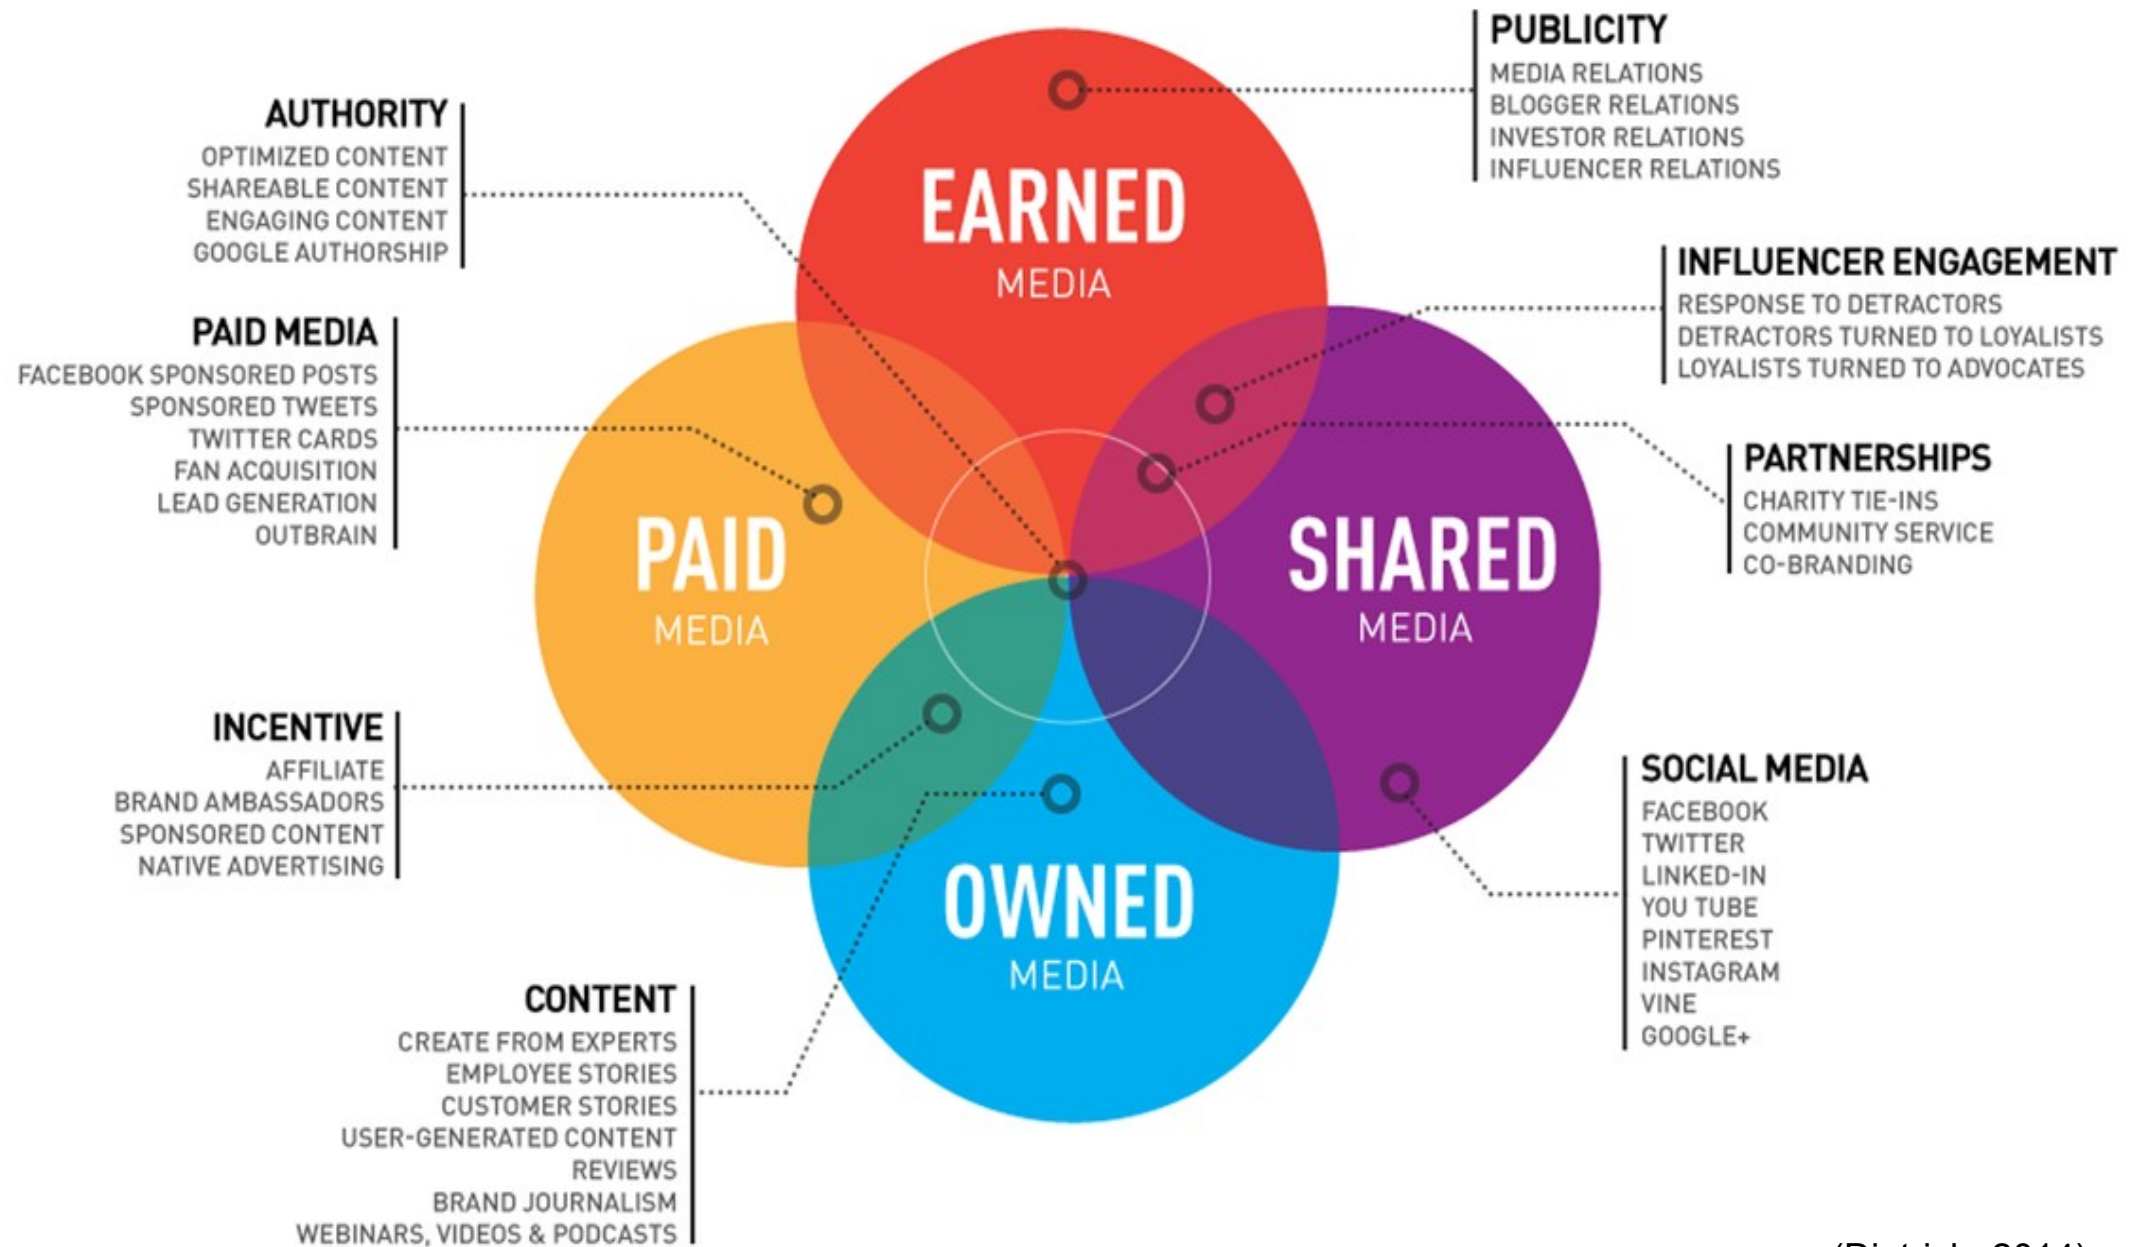 PUBLICITY
MEDIA RELATIONS
BLOGGER RELATIONS
INVESTOR RELATIONS
INFLUENCER RELATIONS
AUTHORITY
OPTIMIZED CONTENT
SHAREABLE CONTENT
ENGAGING CONTENT
GOOGLE AUTHORSHIP
EARNED
MEDIA
INFLUENCER ENGAGEMENT
RESPONSE TO DETRACTORS
DETRACTORS TURNED TO LOYALISTS
LOYALISTS TURNED TO ADVOCATES
PAID MEDIA
FACEBOOK SPONSORED POSTS
SPONSORED TWEETS
TWITTER CARDS
FAN ACQUISITION
LEAD GENERATION
OUTBRAIN
PARTNERSHIPS
CHARITY TIE-INS
COMMUNITY SERVICE
CO-BRANDING
PAID
MEDIA
SHARED
MEDIA
INCENTIVE
AFFILIATE
BRAND AMBASSADORS
SPONSORED CONTENT
NATIVE ADVERTISING
SOCIAL MEDIA
FACEBOOK
TWITTER
LINKED-IN
YOU TUBE
PINTEREST
INSTAGRAM
VINE
GOOGLE+
OWNED
MEDIA
CONTENT
CREATE FROM EXPERTS
EMPLOYEE STORIES
CUSTOMER STORIES
USER-GENERATED CONTENT
REVIEWS
BRAND JOURNALISM
WEBINARS, VIDEOS & PODCASTS